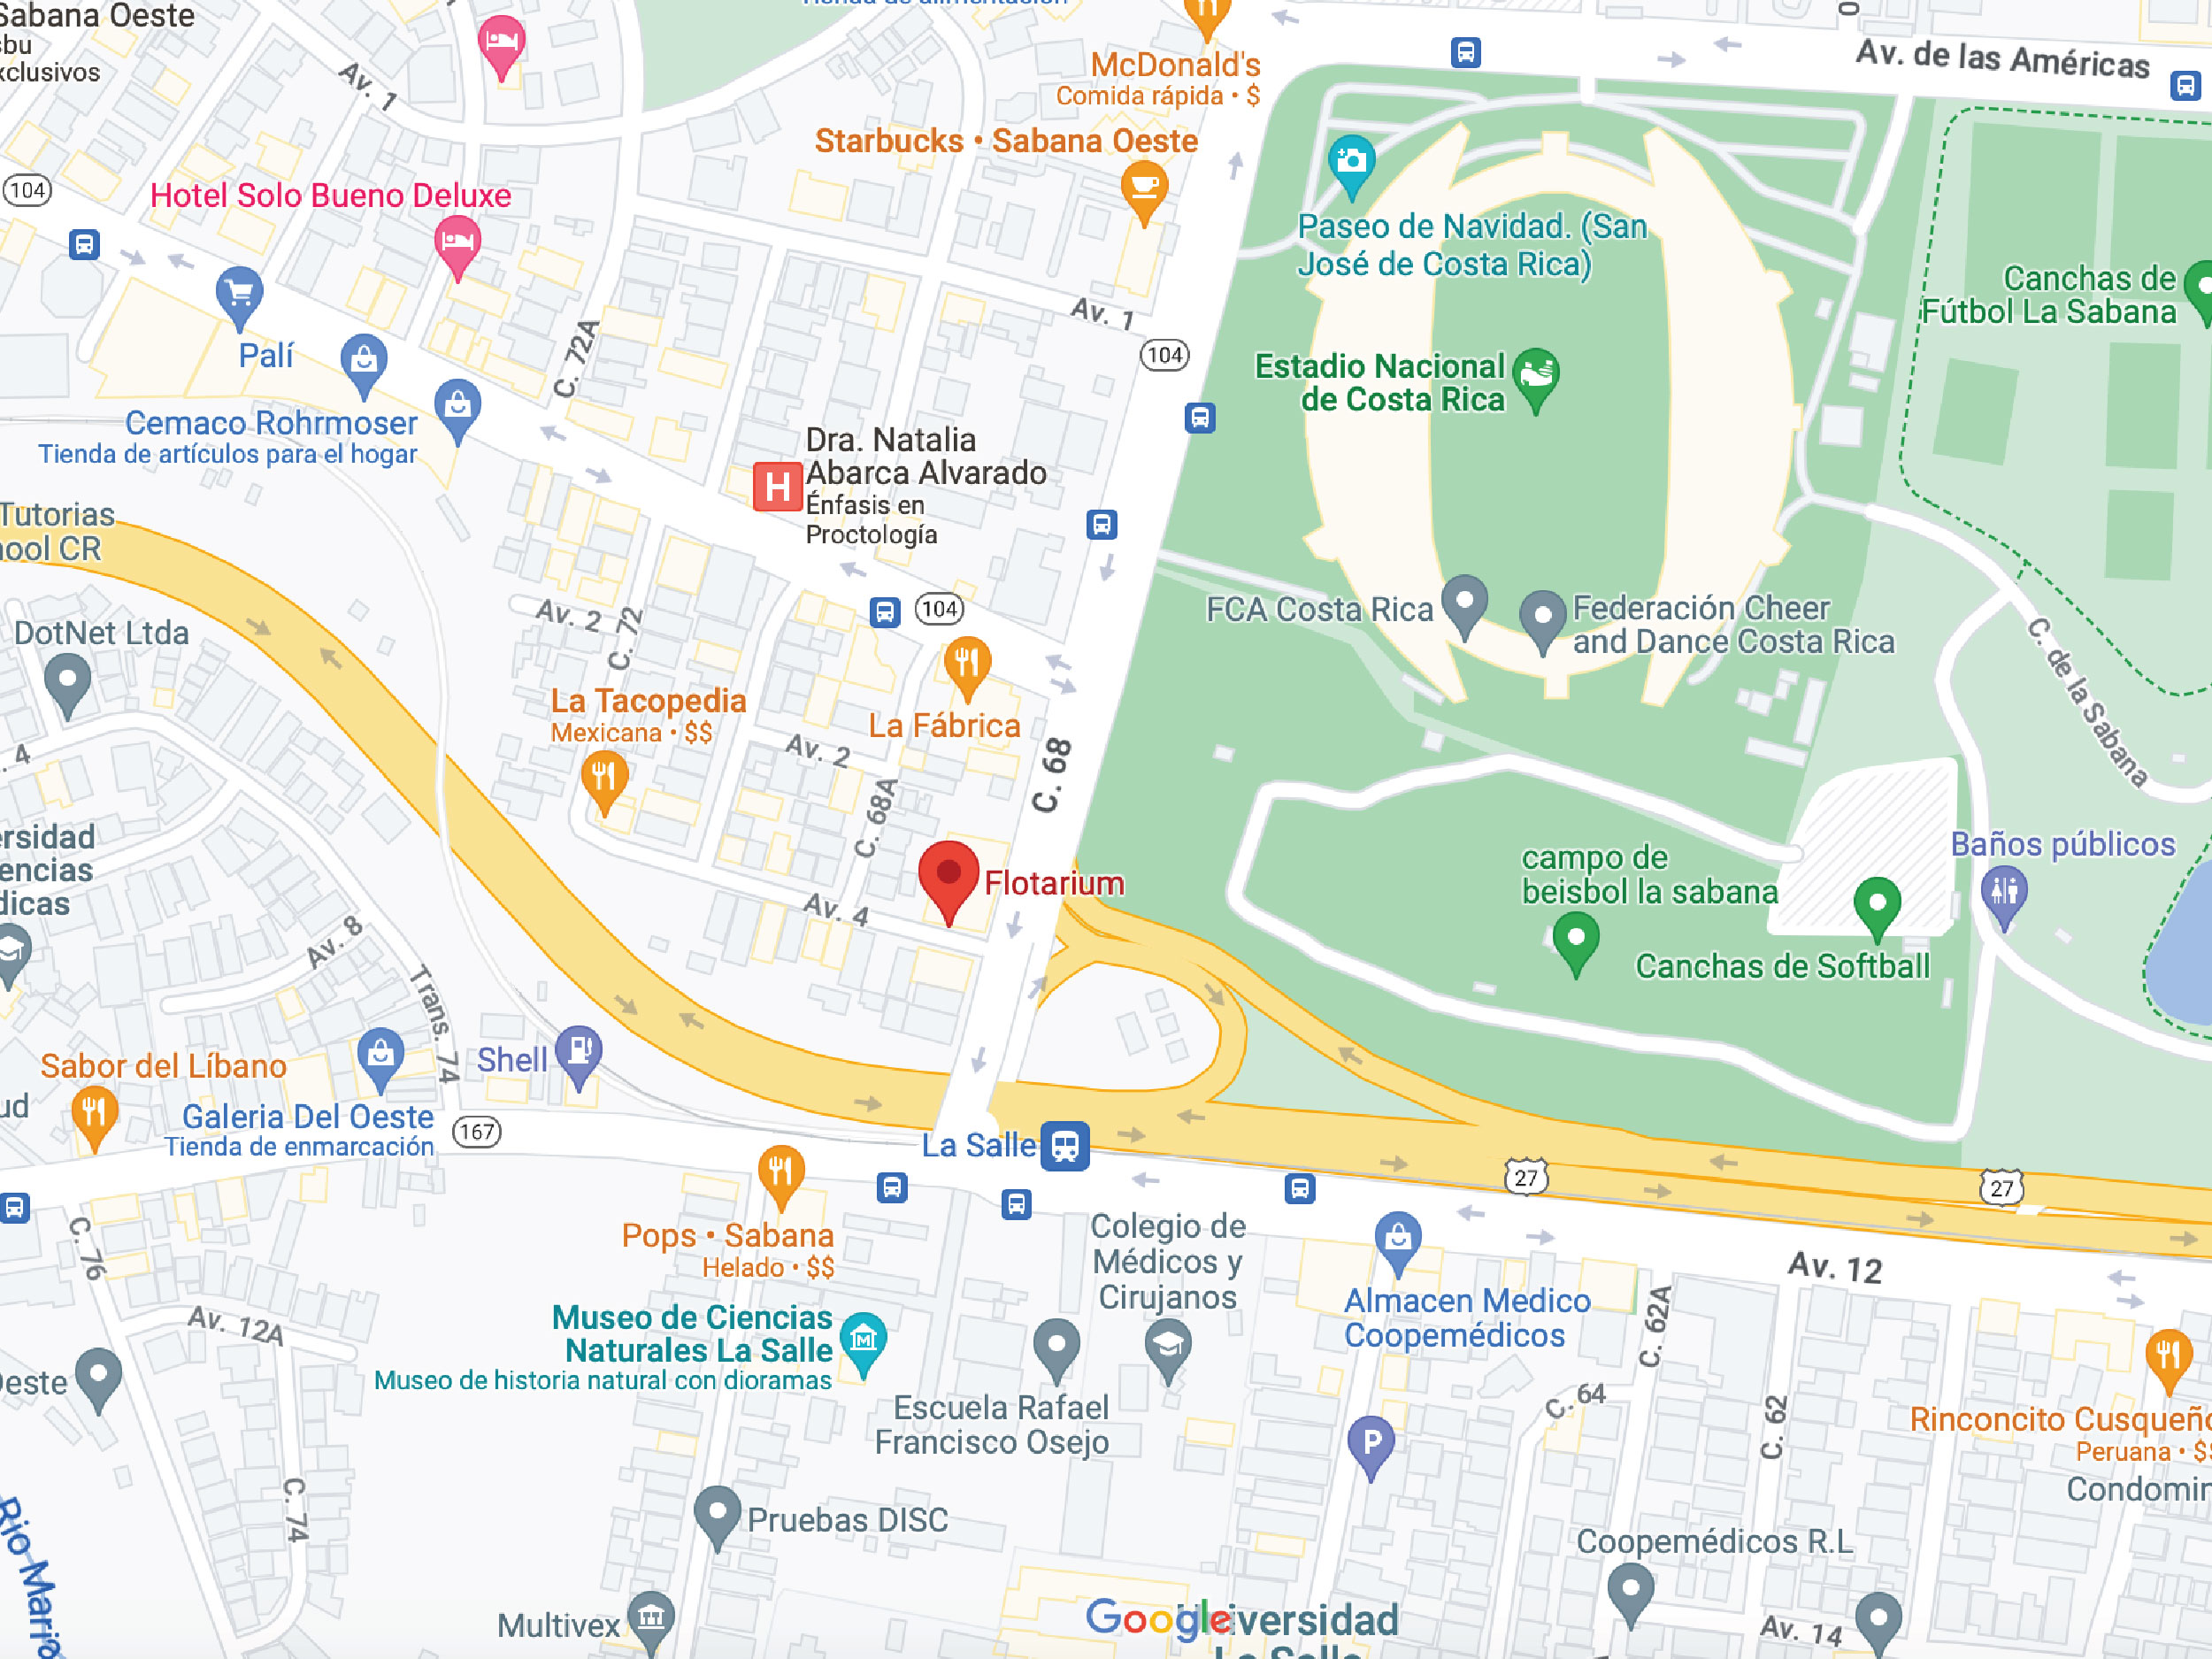 Sabana Oeste
xclusivos
Av. 1
McDonald's
Comida rápida • $
Av. de las Américas
Starbucks • Sabana Oeste
104
Hotel Solo Bueno Deluxe
Paseo de Navidad. (San
José de Costa Rica)
Canchas de
Fútbol La Sabana
Av. 1
104
Palí
C. 72A
Estadio Nacional
de Costa Rica
Cemaco Rohrmoser
Tienda de artículos para el hogar
Dra. Natalia
Abarca Alvarado
Énfasis en
Proctología
H
Tutorias
ool CR
DotNet Ltda
Av. 2
C. 72
104
FCA Costa Rica
Federación Cheer
and Dance Costa Rica
C. de la Sabana
La Tacopedia
Mexicana • $$
La Fábrica
Av. 2
C. 68
C. 68A
4
ersidad
encias
dicas
Flotarium
Av. 4
campo de
beisbol la sabana
Baños públicos
Canchas de Softball
Av. 8
Trans. 74
Sabor del Líbano
Shell
ud
Galeria Del Oeste
Tienda de enmarcación
167
La Salle
27
27
Pops • Sabana
Helado • $$
C. 76
Colegio de
Médicos y
Cirujanos
Av. 12
Almacen Medico
Coopemédicos
C. 62A
Av. 12A
Museo de Ciencias
Naturales La Salle
Museo de historia natural con dioramas
M
Oeste
Escuela Rafael
Francisco Osejo
C. 64
C. 62
P
Rinconcito Cusqueño
Peruana • $
Condomin
C. 74
Pruebas DISC
Coopemédicos R.L
Multivex
Google
iversidad
La Salle
Av. 14